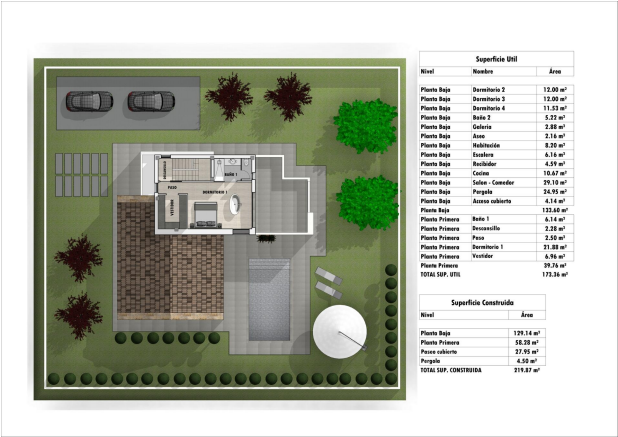 Superficie Util
Nivel Nombre Área
Planta Baja Dormitorio 2 12.00 m²
Planta Baja Dormitorio 3 12.00 m²
Planta Baja Dormitorio 4 11.53 m²
Planta Baja Baño 2 5.22 m²
Planta Baja Galeria 2.88 m²
Planta Baja Aseo 2.16 m²
Planta Baja Habitación 8.20 m²
Planta Baja Escalera 6.16 m²
Planta Baja Recibidor 4.59 m²
Planta Baja Cocina 10.67 m²
Planta Baja Salon - Comedor 29.10 m²
Planta Baja Pergola 24.95 m²
Planta Baja Acceso cubierto 4.14 m²
Planta Baja 133.60 m²
Planta Primera Baño 1 6.14 m²
Planta Primera Descansillo 2.28 m²
Planta Primera Paso 2.50 m²
Planta Primera Dormitorio 1 21.88 m²
Planta Primera Vestidor 6.96 m²
Planta Primera 39.76 m²
TOTAL SUP. UTIL 173.36 m²
Superficie Construida
Nivel Área
Planta Baja 129.14 m²
Planta Primera 58.28 m²
Paseo cubierto 27.95 m²
Pergola 4.50 m²
TOTAL SUP. CONSTRUIDA 219.87 m²
BAÑO 1
PASO
DORMITORIO 1
VESTIDOR